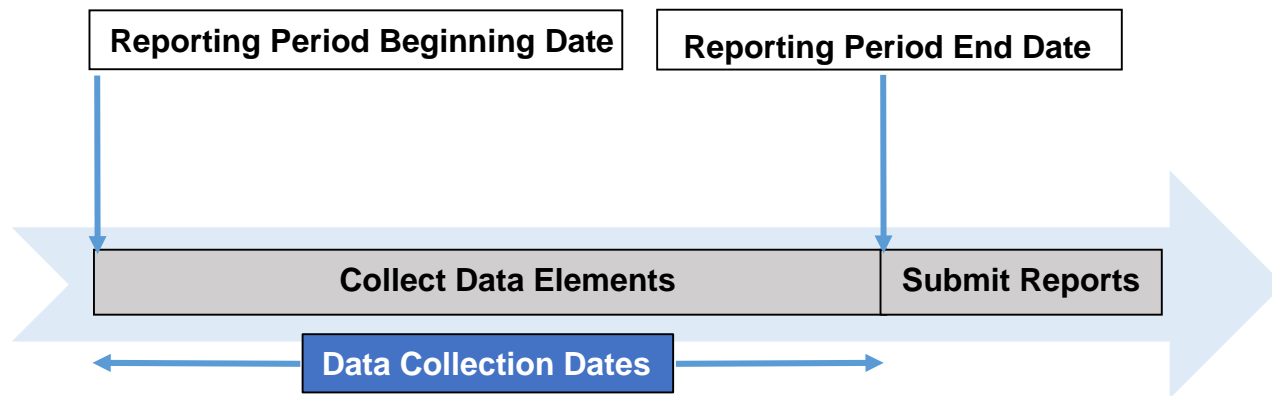 Reporting Period Beginning Date
Reporting Period End Date
Collect Data Elements
Submit Reports
Data Collection Dates